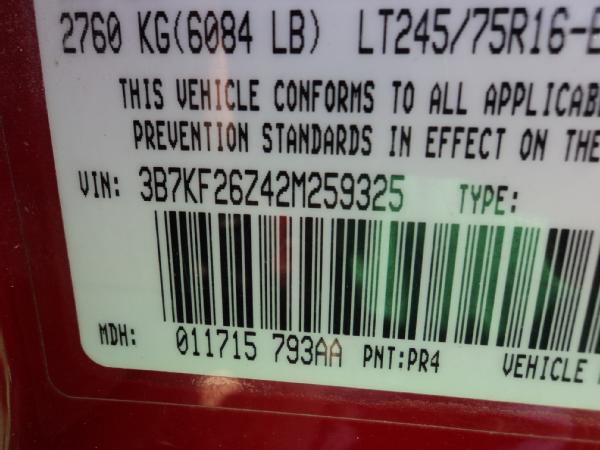 2760 KG(6084 LB) LT245/75R16-E
THIS VEHICLE CONFORMS TO ALL
PREVENTION STANDARDS IN EFFECT ON THE
VIN: 3B7KF26Z42M259325 TYPE:
MDH: 011715 793AA PNT:PR4 VEHICLE